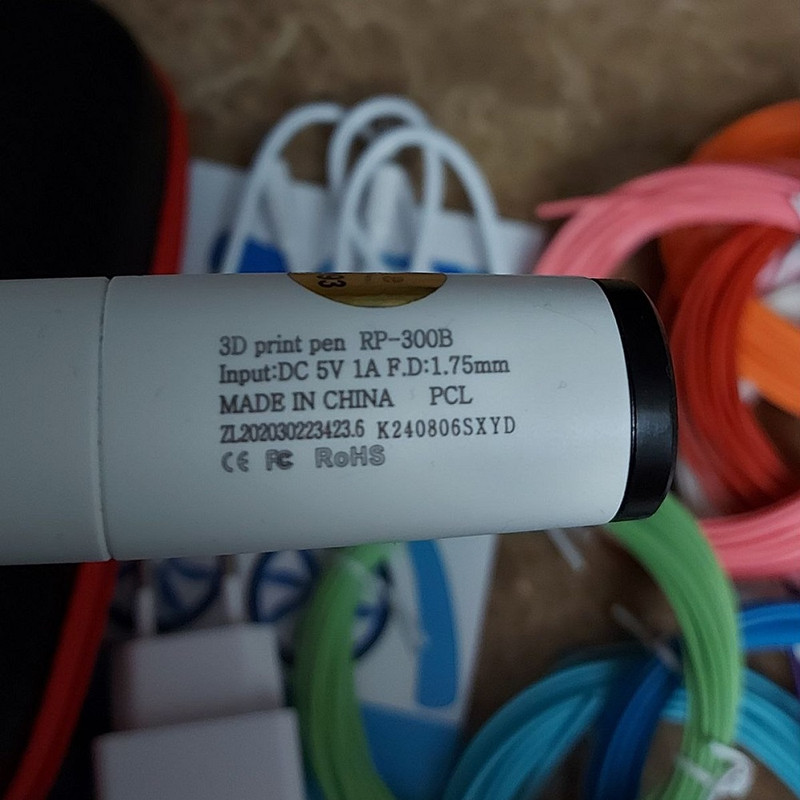 3D print pen RP-300B
Input:DC 5V 1A F.D:1.75mm
MADE IN CHINA PCL
ZL202030223423.6 K240806SXYD
CE FC RoHS